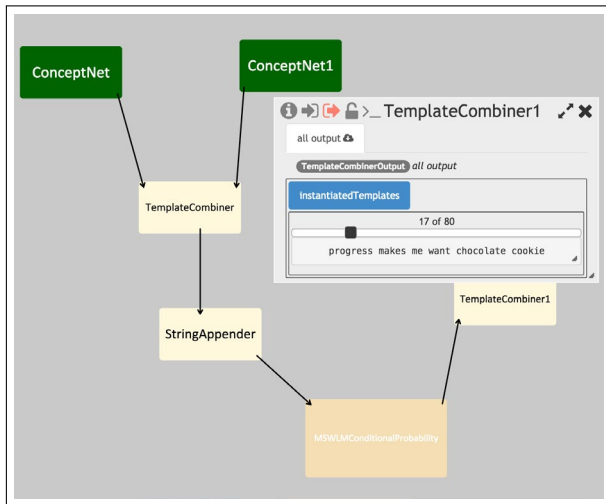 ConceptNet
ConceptNet1
>_ TemplateCombiner1
all output
TemplateCombinerOutput all output
instantiatedTemplates
17 of 80
progress makes me want chocolate cookie
TemplateCombiner
TemplateCombiner1
StringAppender
MSWLMConditionalProbability